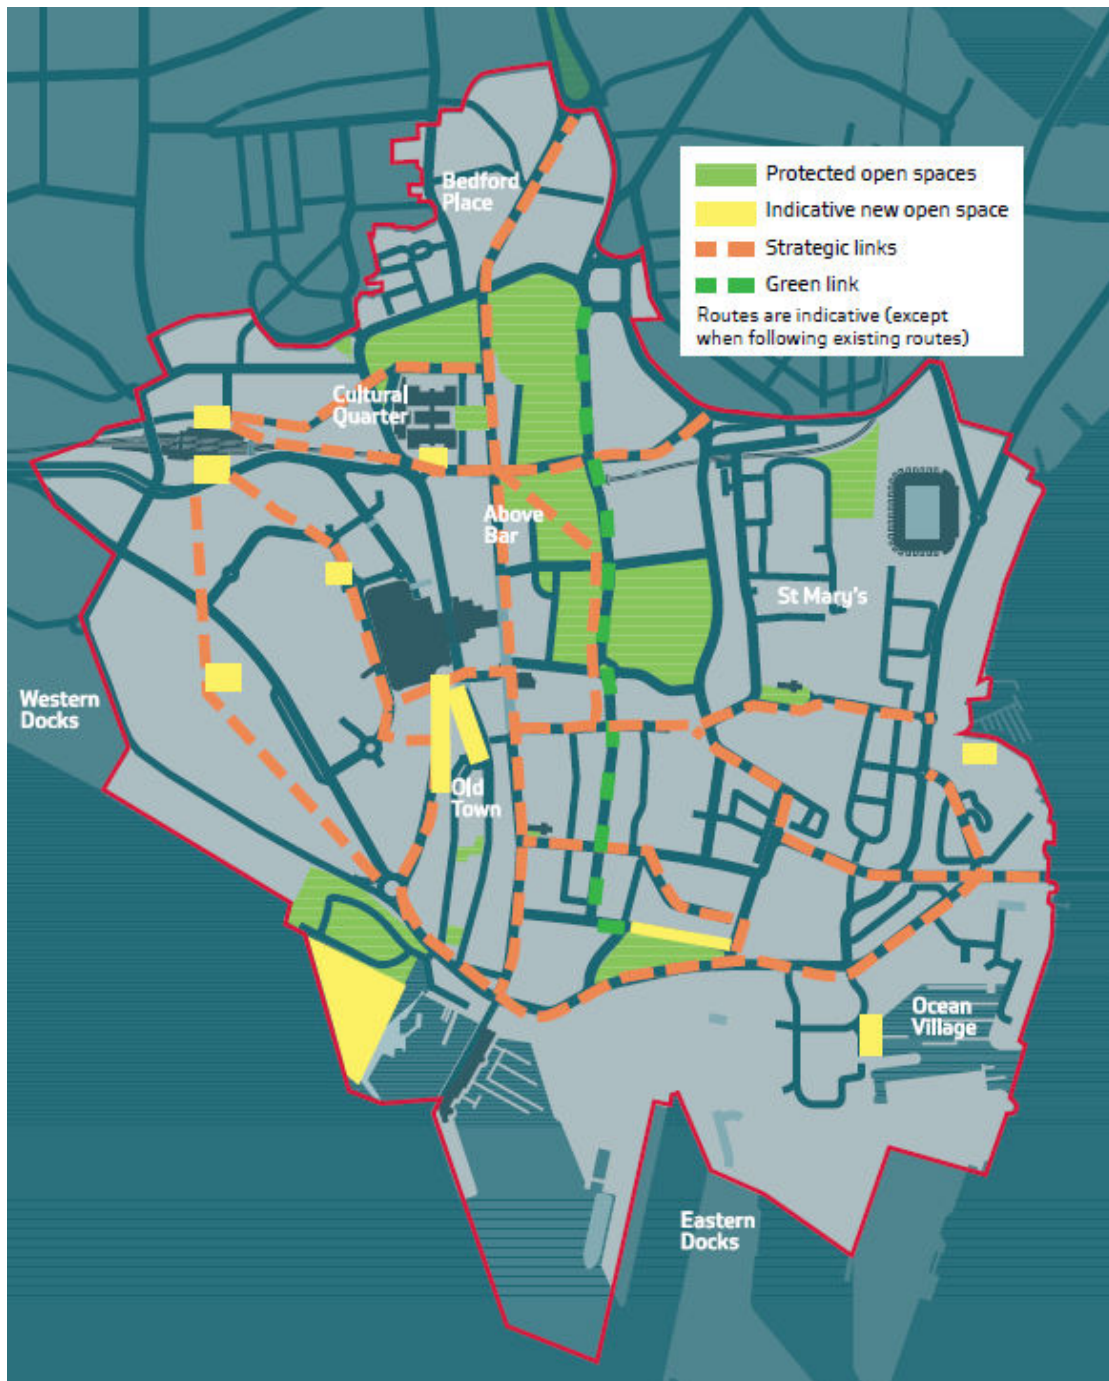 Bedford
Place
Protected open spaces
Indicative new open space
Strategic links
Green link
Routes are indicative (except
when following existing routes)
Cultural
Quarter
Above
Bar
St Mary's
Western
Docks
Old
Town
Ocean
Village
Eastern
Docks